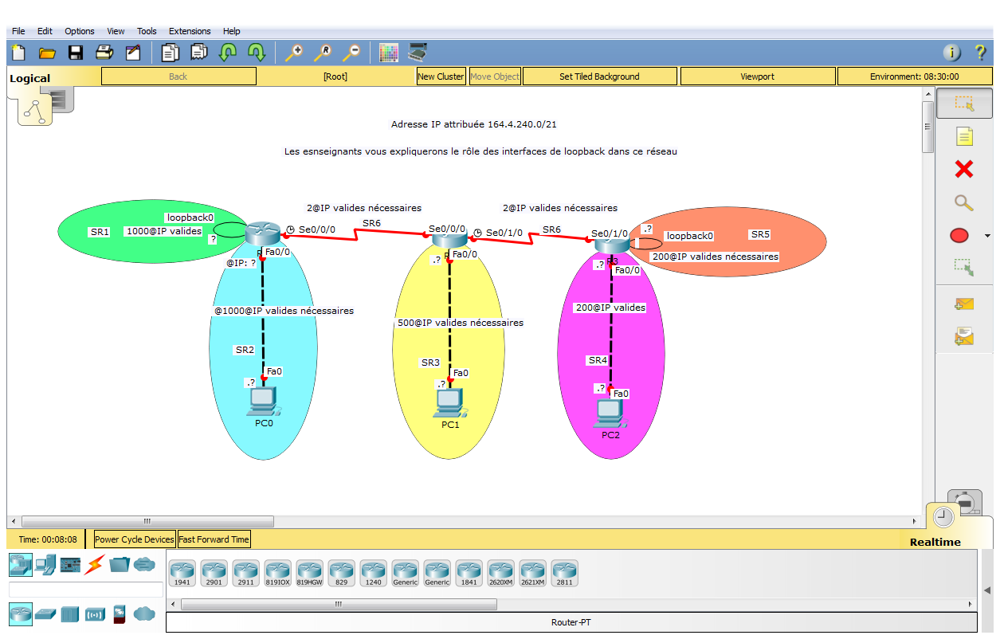 File Edit Options View Tools Extensions Help
Logical
Back
[Root]
New Cluster
Move Object
Set Tiled Background
Viewport
Environment: 08:30:00
Adresse IP attribuée 164.4.240.0/21
Les esnseignants vous expliquerons le rôle des interfaces de loopback dans ce réseau
2@IP valides nécessaires
2@IP valides nécessaires
loopback0
SR1
1000@IP valides
?
Se0/0/0
SR6
Se0/0/0
Se0/1/0
SR6
Se0/1/0
.?
loopback0
SR5
200@IP valides nécessaires
Fa0/0
@IP: ?
Fa0/0
.?
R3
.?
Fa0/0
@1000@IP valides nécessaires
500@IP valides nécessaires
200@IP valides
SR2
SR3
SR4
Fa0
.?
Fa0
.?
.?
Fa0
PC0
PC1
PC2
Time: 00:08:08
Power Cycle Devices
Fast Forward Time
Realtime
1941
2901
2911
819IOX
819HGW
829
1240
Generic
Generic
1841
2620XM
2621XM
2811
Router-PT